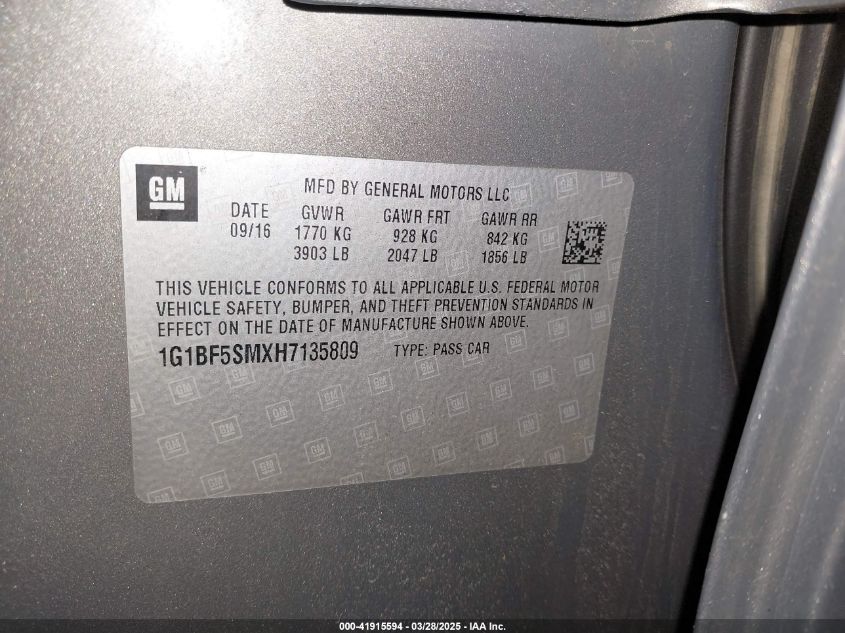 GM
MFD BY GENERAL MOTORS LLC
DATE GVWR GAWR FRT GAWR RR
09/16 1770 KG 928 KG 842 KG
3903 LB 2047 LB 1856 LB
THIS VEHICLE CONFORMS TO ALL APPLICABLE U.S. FEDERAL MOTOR
VEHICLE SAFETY, BUMPER, AND THEFT PREVENTION STANDARDS IN
EFFECT ON THE DATE OF MANUFACTURE SHOWN ABOVE.
1G1BF5SMXH7135809 TYPE: PASS CAR
000-41915594 / 03/28/2025 - IAA Inc.